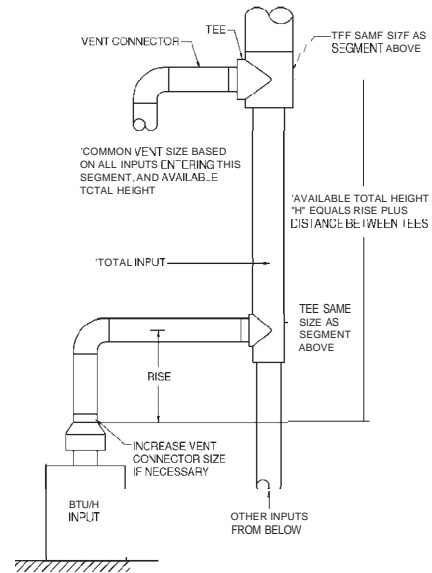 TEE
VENT CONNECTOR
TFF SAMF SI7F AS
SEGMENT ABOVE
'COMMON VENT SIZE BASED
ON ALL INPUTS ENTERING THIS
SEGMENT, AND AVAILABLE
TCTAL HEIGHT
'AVAILABLE TOTAL HEIGHT
"H" EQUALS RISE PLUS
DISTANCE BETWEEN TEES
'TOTAL INPUT
TEE SAME
SIZE AS
SEGMENT
ABOVE
RISE
INCREASE VENT
CONNECTOR SIZE
IF NECESSARY
BTU/H
INPUT
OTHER INPUTS
FROM BELOW